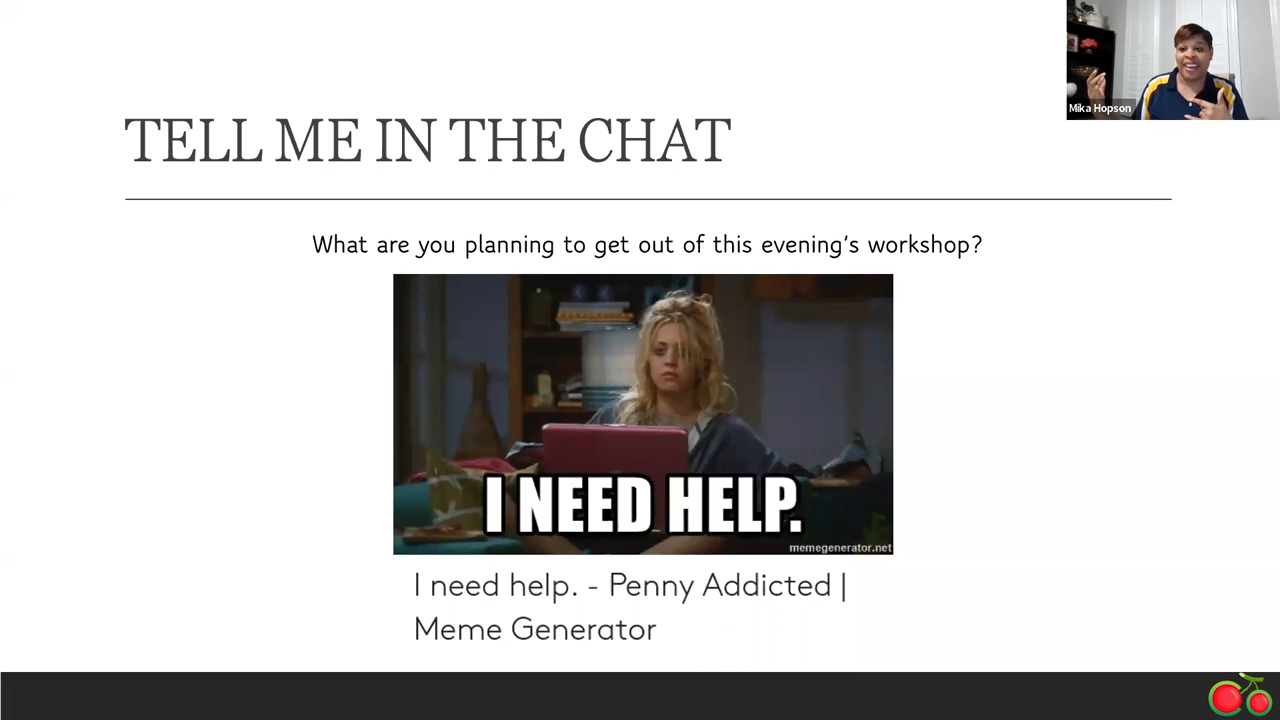 Mika Hopson
TELL ME IN THE CHAT
What are you planning to get out of this evening's workshop?
I NEED HELP.
memegenerator.net
I need help. - Penny Addicted |
Meme Generator